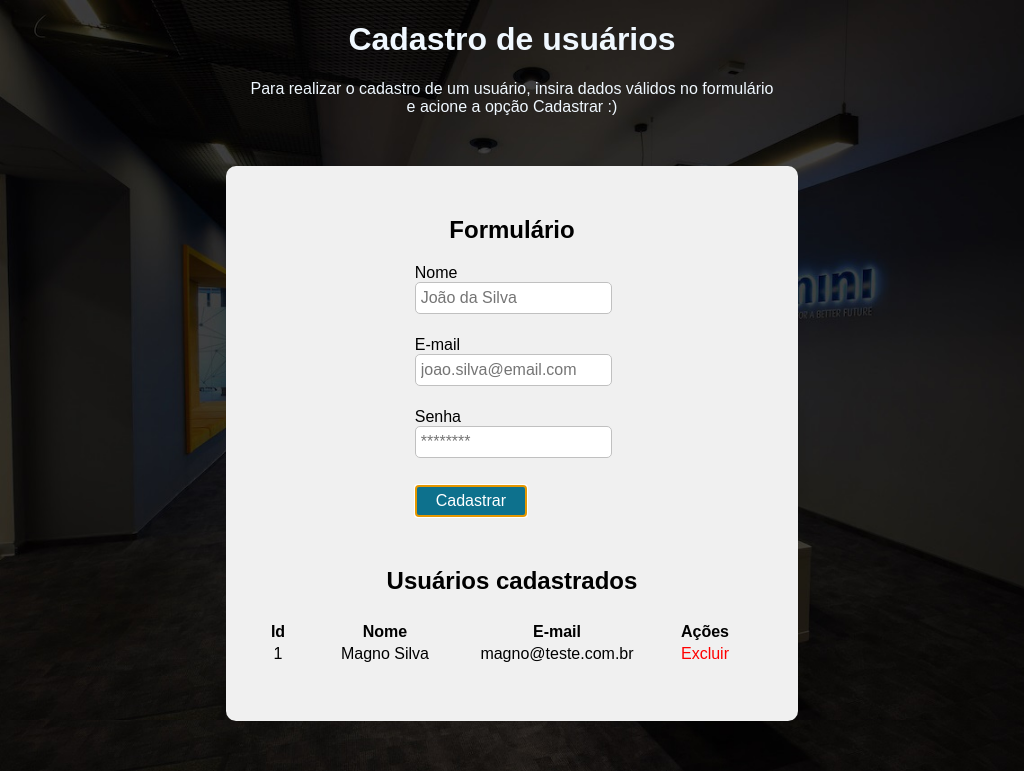 Cadastro de usuários
Para realizar o cadastro de um usuário, insira dados válidos no formulário
e acione a opção Cadastrar :)
Formulário
Nome
João da Silva
E-mail
joao.silva@email.com
Senha
********
Cadastrar
mini
OR A BETTER FUTURE
Usuários cadastrados
Id Nome E-mail Ações
1 Magno Silva magno@teste.com.br Excluir